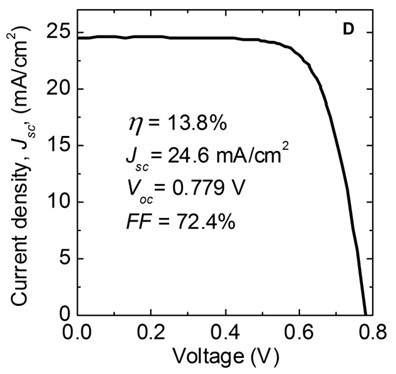 D
η = 13.8%
Jsc = 24.6 mA/cm²
Voc = 0.779 V
FF = 72.4%
Current density, Jsc, (mA/cm²)
25
20
15
10
5
0
0.0 0.2 0.4 0.6 0.8
Voltage (V)